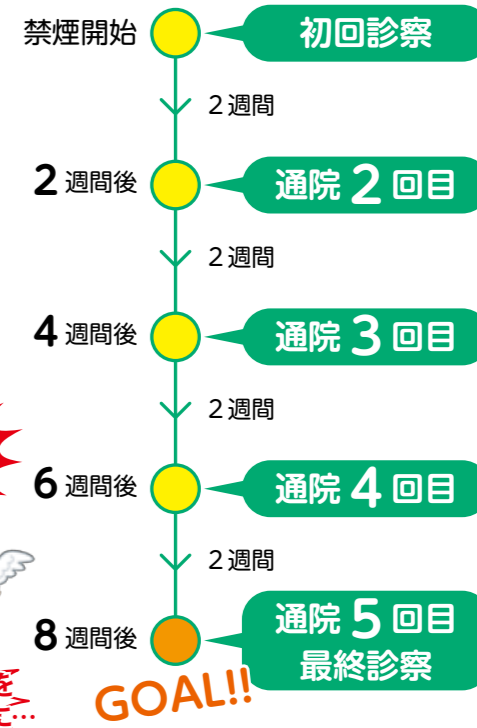 禁煙開始
初回診察
2週間
2週間後
通院2回目
2週間
4週間後
通院3回目
2週間
6週間後
通院4回目
2週間
8週間後
通院5回目
最終診察
GOAL!!
を